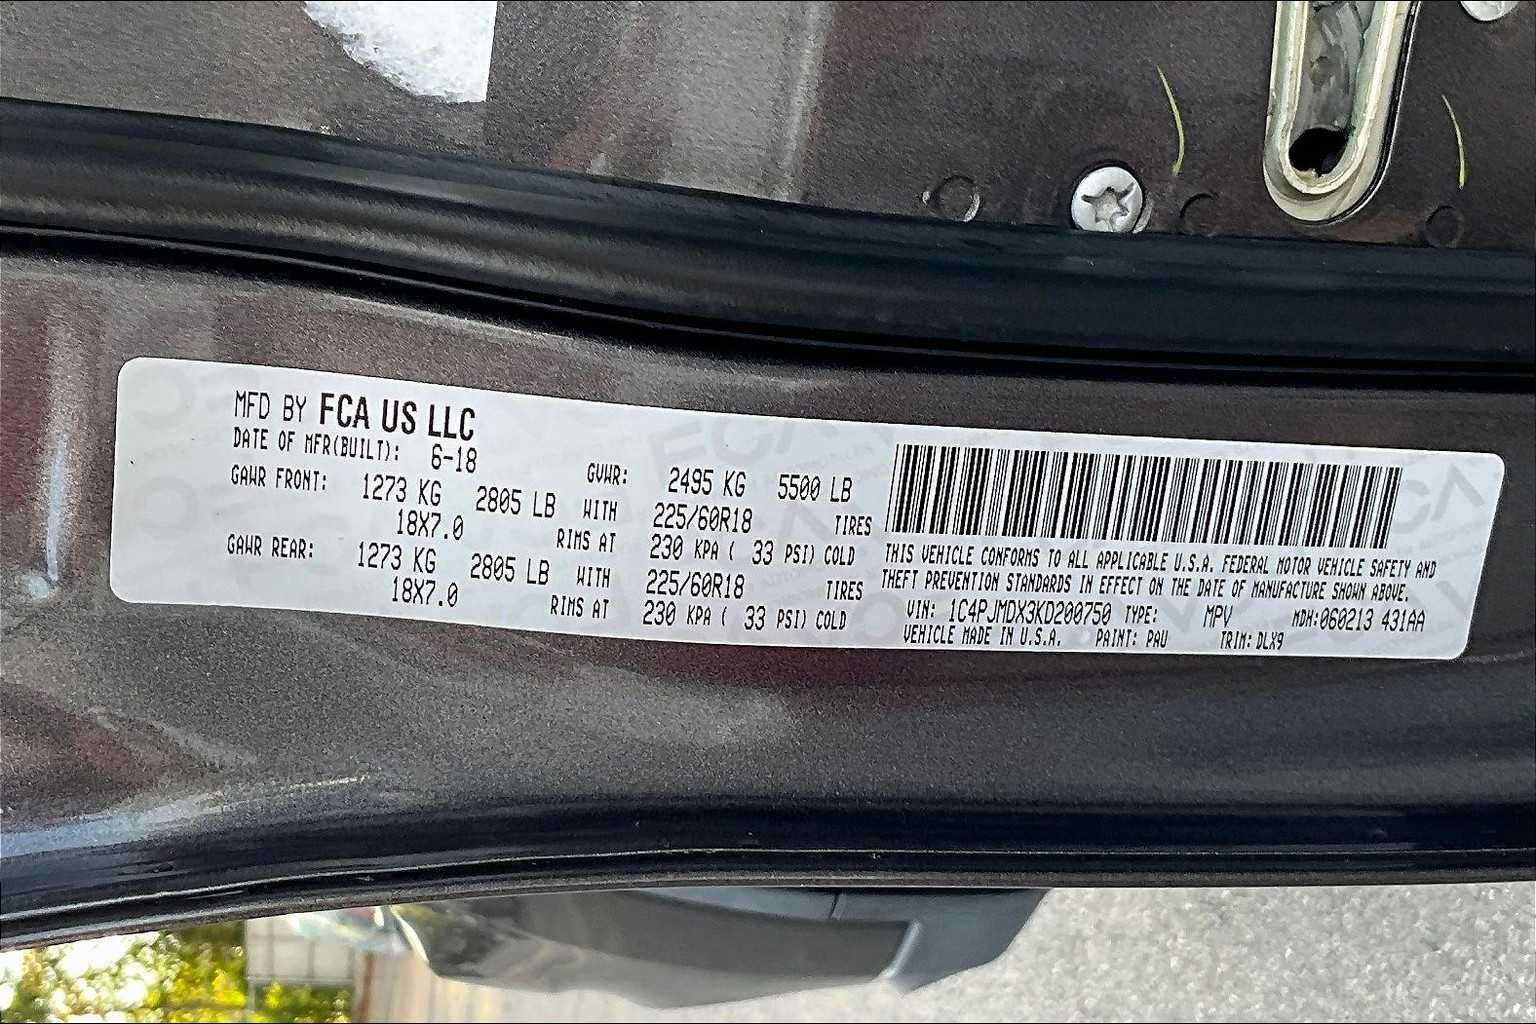 MFD BY FCA US LLC
DATE OF MFR(BUILT): 6-18
GVWR: 2495 KG 5500 LB
GAWR FRONT: 1273 KG 2805 LB WITH 225/60R18 TIRES
18X7.0 RIMS AT 230 KPA ( 33 PSI) COLD
GAWR REAR: 1273 KG 2805 LB WITH 225/60R18 TIRES
18X7.0 RIMS AT 230 KPA ( 33 PSI) COLD
THIS VEHICLE CONFORMS TO ALL APPLICABLE U.S.A. FEDERAL MOTOR VEHICLE SAFETY AND
THEFT PREVENTION STANDARDS IN EFFECT ON THE DATE OF MANUFACTURE SHOWN ABOVE.
VIN: 1C4PJMDX3KD200750 TYPE: MPV MDH:060213 431AA
VEHICLE MADE IN U.S.A. PAINT: PAU TRIM: DLX9